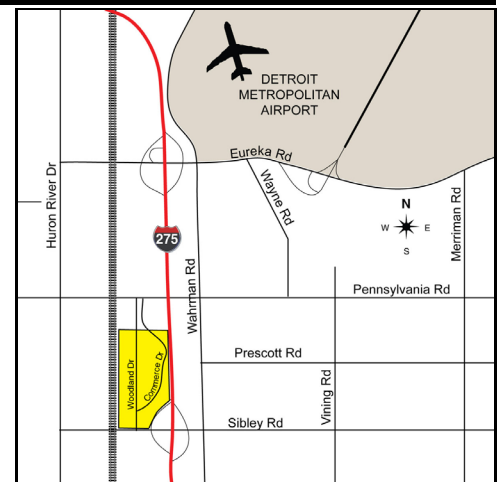 DETROIT
METROPOLITAN
AIRPORT
Eureka Rd
Wayne Rd
Huron River Dr
Merriman Rd
N
W
E
S
275
Wahrman Rd
Pennsylvania Rd
Prescott Rd
Woodland Dr
Commerce Dr
Vining Rd
Sibley Rd